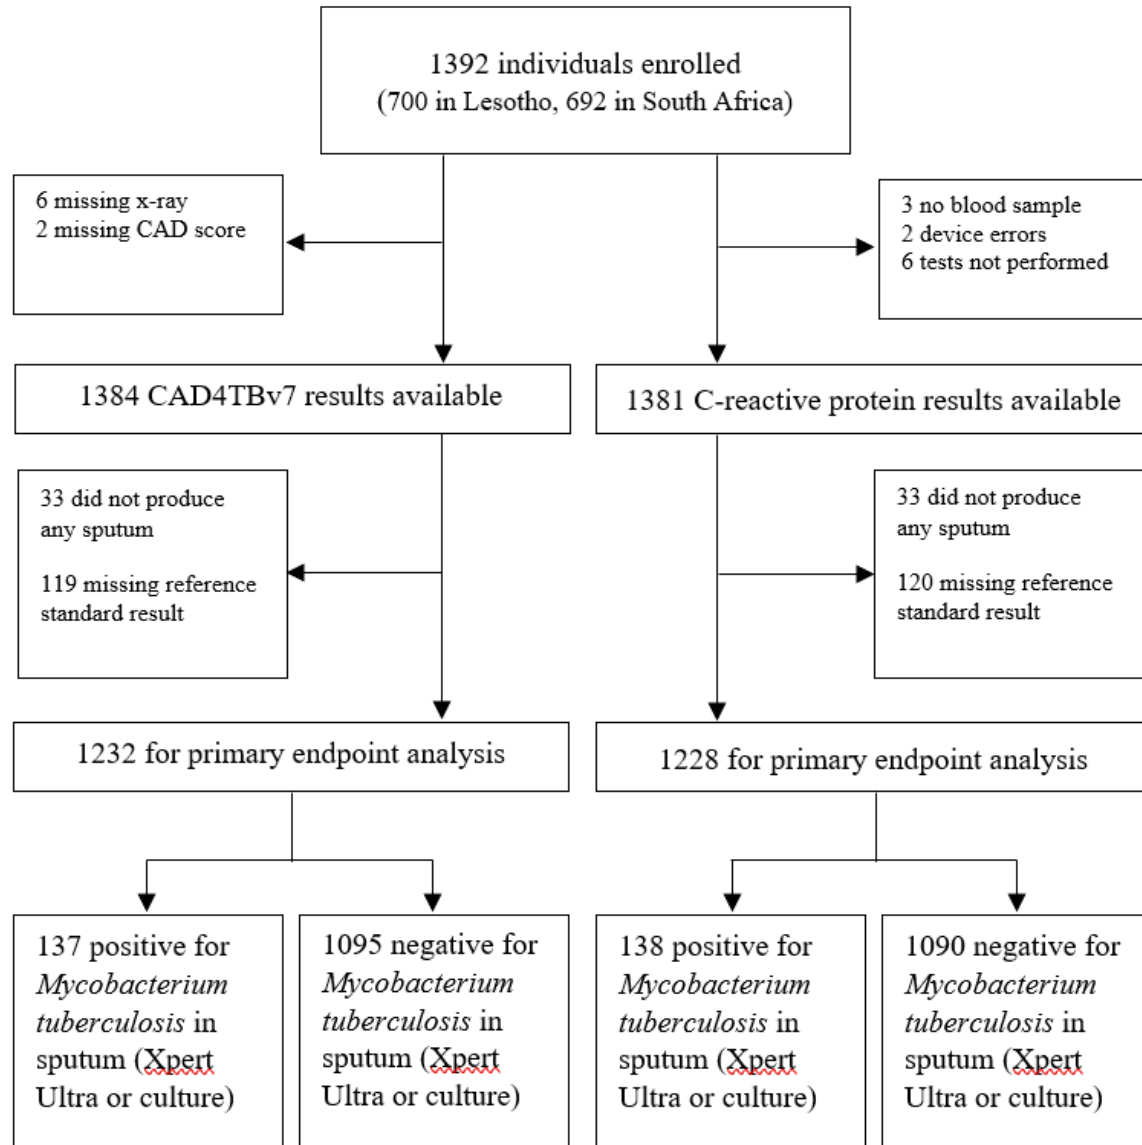 1392 individuals enrolled
(700 in Lesotho, 692 in South Africa)
6 missing x-ray
2 missing CAD score
3 no blood sample
2 device errors
6 tests not performed
1384 CAD4TBv7 results available
1381 C-reactive protein results available
33 did not produce
any sputum
119 missing reference
standard result
33 did not produce
any sputum
120 missing reference
standard result
1232 for primary endpoint analysis
1228 for primary endpoint analysis
137 positive for
Mycobacterium
tuberculosis in
sputum (Xpert
Ultra or culture)
1095 negative for
Mycobacterium
tuberculosis in
sputum (Xpert
Ultra or culture)
138 positive for
Mycobacterium
tuberculosis in
sputum (Xpert
Ultra or culture)
1090 negative for
Mycobacterium
tuberculosis in
sputum (Xpert
Ultra or culture)